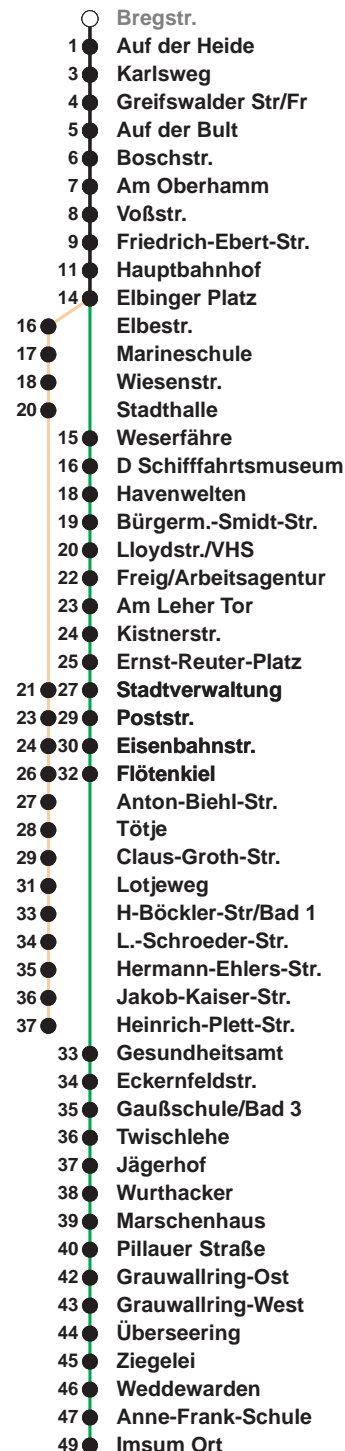 Bregstr.
1 Auf der Heide
3 Karlsweg
4 Greifswalder Str/Fr
5 Auf der Bult
6 Boschstr.
7 Am Oberhamm
8 Voßstr.
9 Friedrich-Ebert-Str.
11 Hauptbahnhof
14 Elbinger Platz
16 Elbestr.
17 Marineschule
18 Wiesenstr.
20 Stadthalle
15 Weserfähre
16 D Schifffahrtsmuseum
18 Havenwelten
19 Bürgerm.-Smidt-Str.
20 Lloydstr./VHS
22 Freig/Arbeitsagentur
23 Am Leher Tor
24 Kistnerstr.
25 Ernst-Reuter-Platz
21 27 Stadtverwaltung
23 29 Poststr.
24 30 Eisenbahnstr.
26 32 Flötenkiel
27 Anton-Biehl-Str.
28 Tötje
29 Claus-Groth-Str.
31 Lotjeweg
33 H-Böckler-Str/Bad 1
34 L.-Schroeder-Str.
35 Hermann-Ehlers-Str.
36 Jakob-Kaiser-Str.
37 Heinrich-Plett-Str.
33 Gesundheitsamt
34 Eckernfeldstr.
35 Gaußschule/Bad 3
36 Twischlehe
37 Jägerhof
38 Wurthacker
39 Marschenhaus
40 Pillauer Straße
42 Grauwallring-Ost
43 Grauwallring-West
44 Überseering
45 Ziegelei
46 Weddewarden
47 Anne-Frank-Schule
49 Imsum Ort